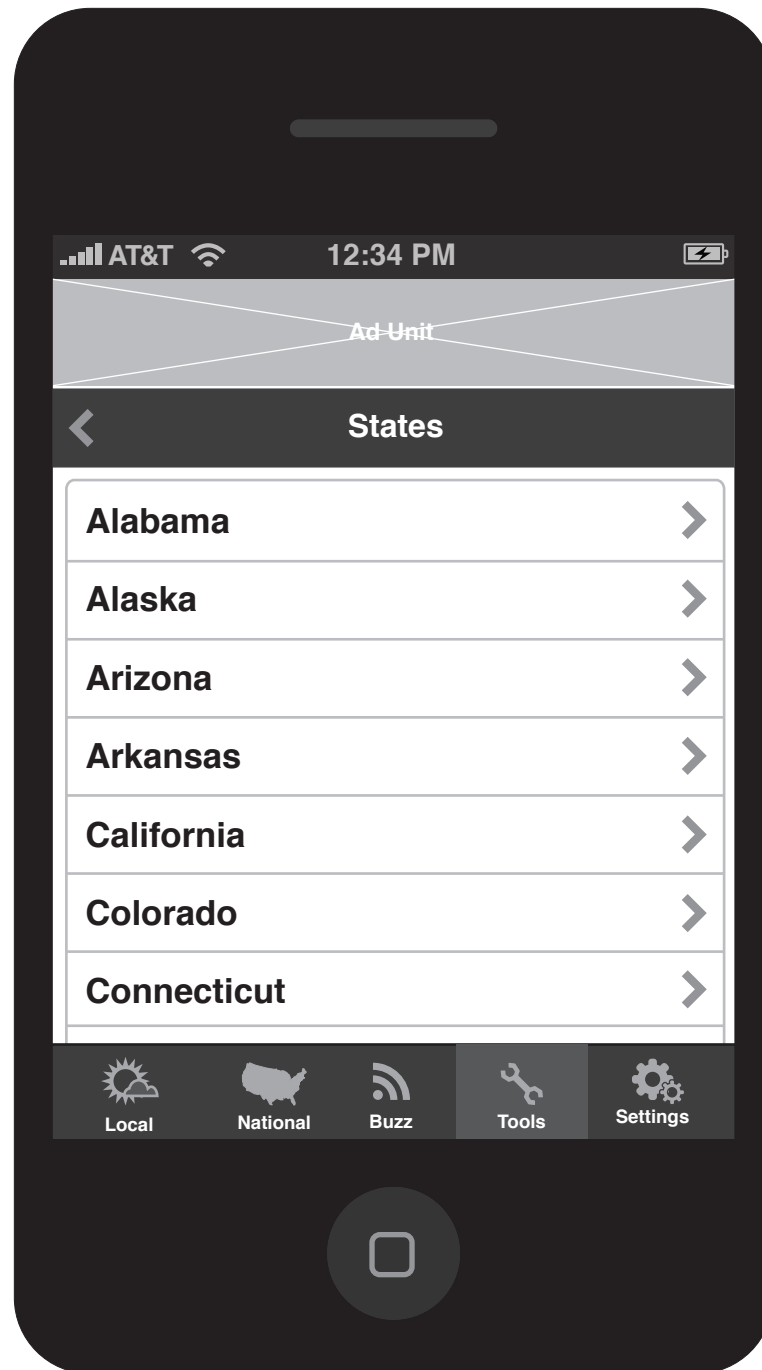 AT&T 12:34 PM
Ad Unit
States
Alabama
Alaska
Arizona
Arkansas
California
Colorado
Connecticut
Local National Buzz Tools Settings